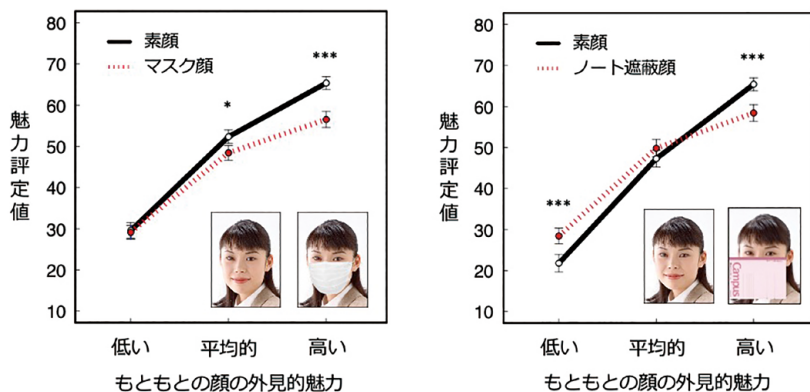 80
70
60
50
40
30
20
10
魅力評定値
素顔
マスク顔
*
***
低い
平均的
高い
もともとの顔の外見的魅力
80
70
60
50
40
30
20
10
魅力評定値
素顔
ノート遮蔽顔
***
***
Campus
低い
平均的
高い
もともとの顔の外見的魅力